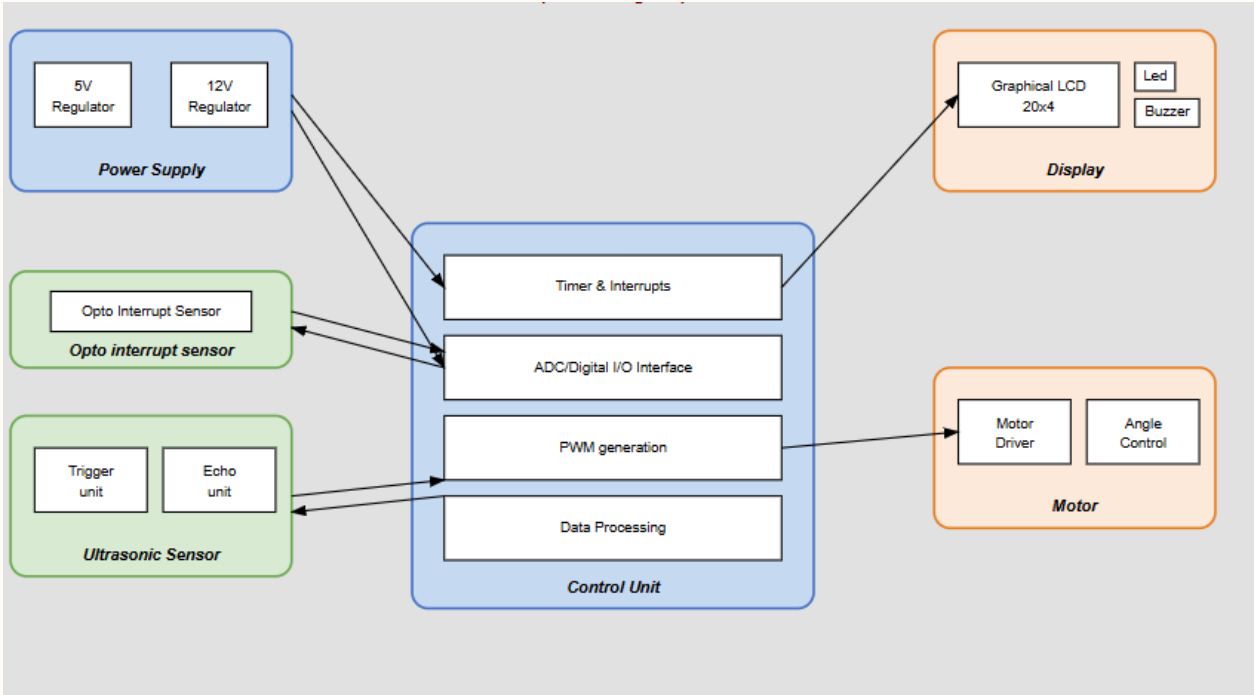 5V
Regulator
12V
Regulator
Power Supply
Graphical LCD
20x4
Led
Buzzer
Display
Opto Interrupt Sensor
Opto interrupt sensor
Timer & Interrupts
ADC/Digital I/O Interface
PWM generation
Data Processing
Control Unit
Trigger
unit
Echo
unit
Ultrasonic Sensor
Motor
Driver
Angle
Control
Motor